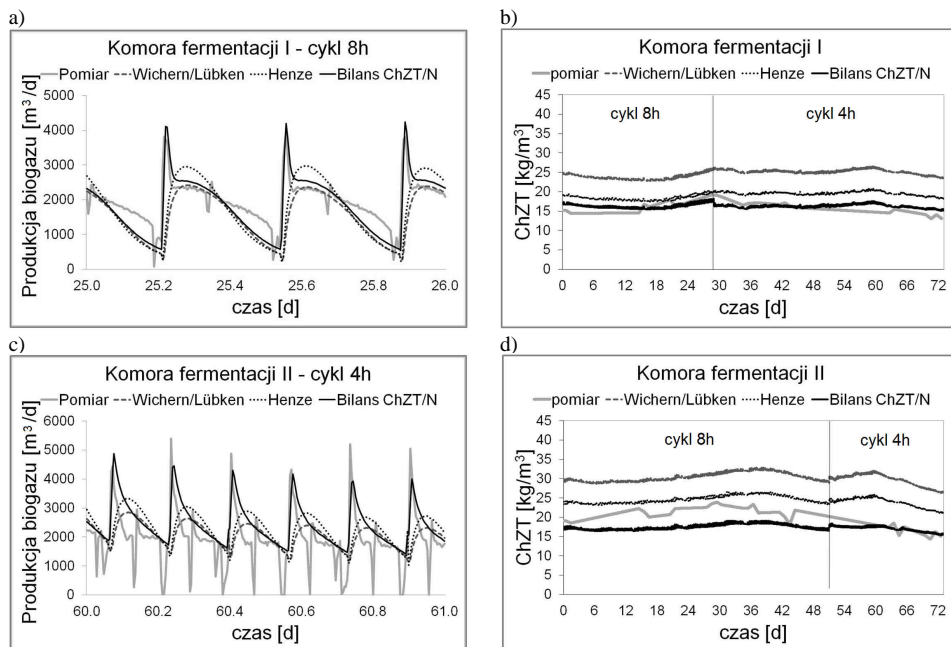 a)
Komora fermentacji I - cykl 8h
Pomiar Wichern/Lübken Henze Bilans ChZT/N
Produkcja biogazu [m³/d]
5000
4000
3000
2000
1000
0
25.0 25.2 25.4 25.6 25.8 26.0
czas [d]
b)
Komora fermentacji I
pomiar Wichern/Lübken Henze Bilans ChZT/N
ChZT [kg/m³]
45
40
35
30
25
20
15
10
5
0
cykl 8h cykl 4h
0 6 12 18 24 30 36 42 48 54 60 66 72
czas [d]
c)
Komora fermentacji II - cykl 4h
Pomiar Wichern/Lübken Henze Bilans ChZT/N
Produkcja biogazu [m³/d]
6000
5000
4000
3000
2000
1000
0
60.0 60.2 60.4 60.6 60.8 61.0
czas [d]
d)
Komora fermentacji II
pomiar Wichern/Lübken Henze Bilans ChZT/N
ChZT [kg/m³]
45
40
35
30
25
20
15
10
5
0
cykl 8h cykl 4h
0 6 12 18 24 30 36 42 48 54 60 66 72
czas [d]